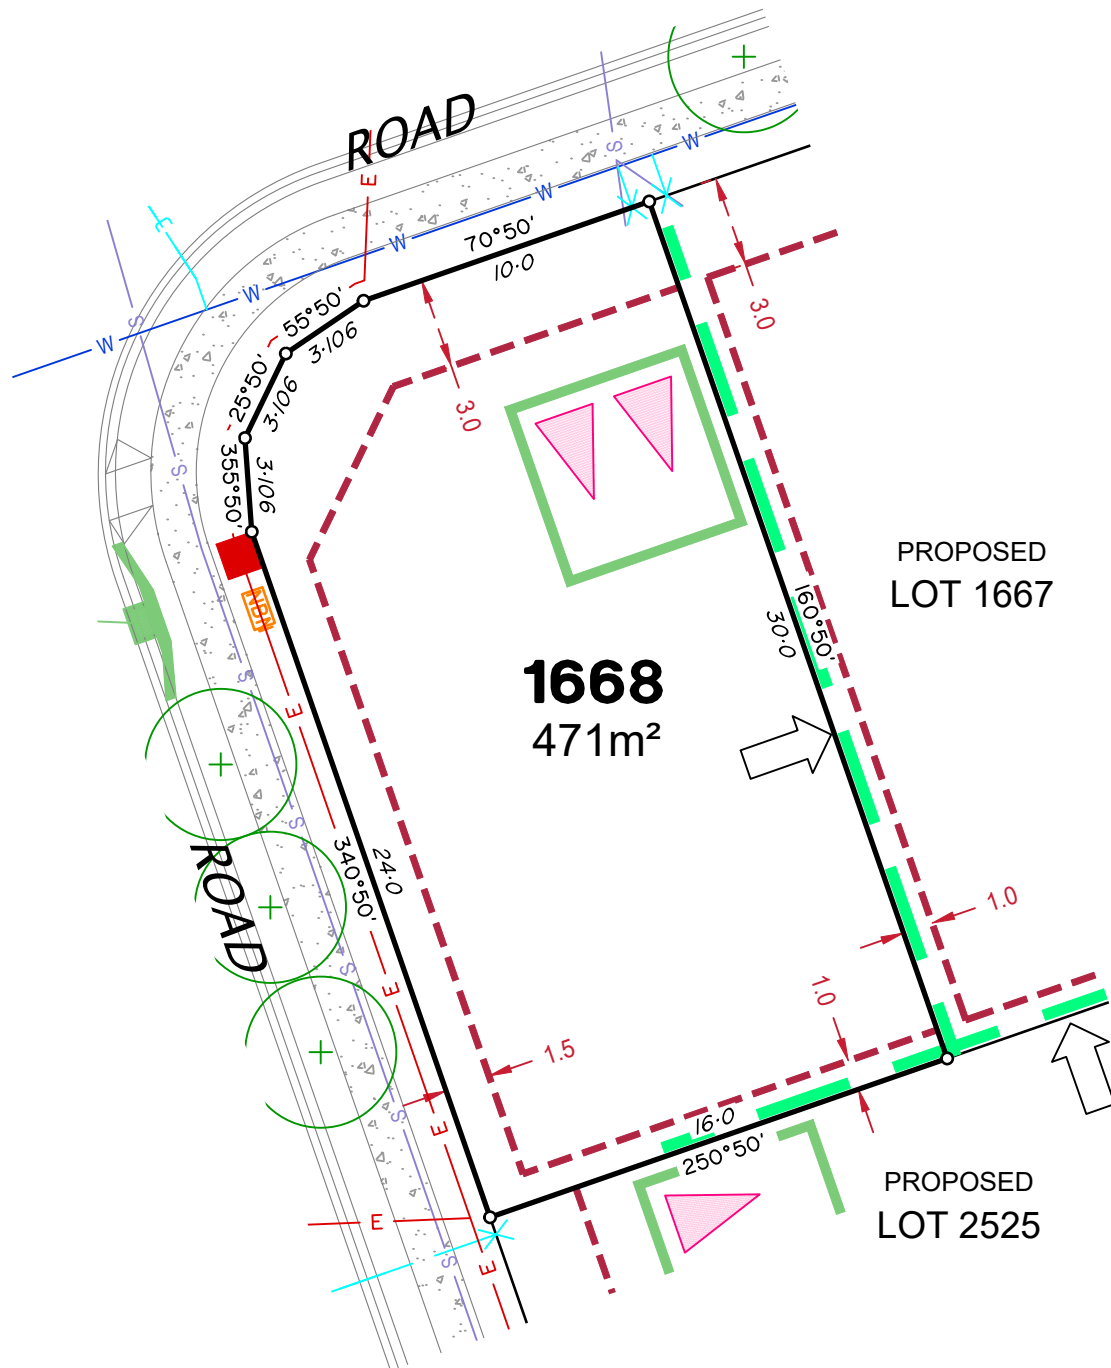 ROAD
E
S
W
W
W
W
W
S
S
S
S
S
S
S
C
70°50'
10·0
55°50'
3·106
25°50'
3·106
355°50'
3·106
3.0
3.0
NBN
PROPOSED
LOT 1667
160°50'
30·0
1668
471m²
E
340°50'
24·0
ROAD
1.0
1.0
1.5
E
E
E
E
16·0
250°50'
PROPOSED
LOT 2525